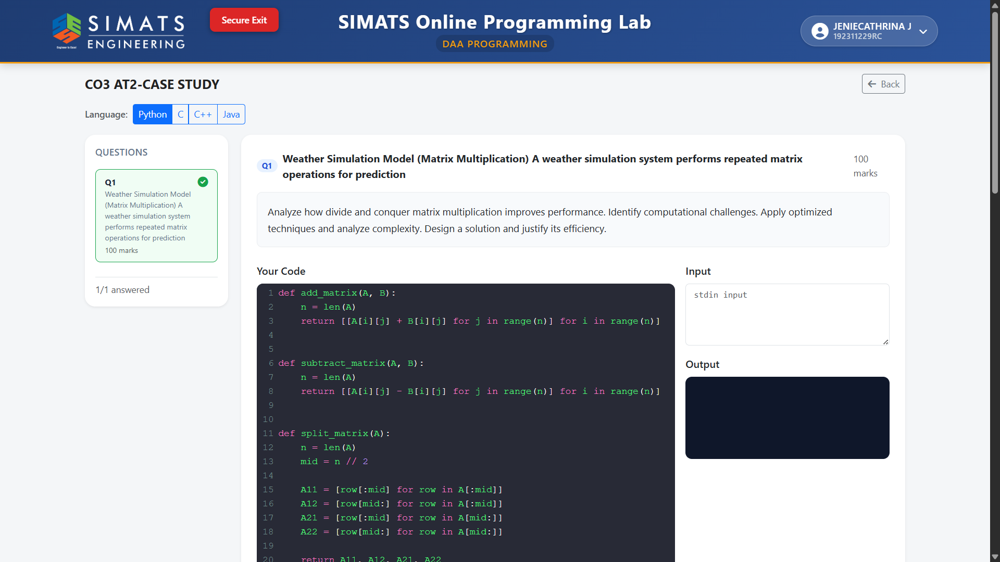 SIMATS
ENGINEERING
Engineer to Excel
Secure Exit
SIMATS Online Programming Lab
DAA PROGRAMMING
JENIECATHRINA J
192311229RC
CO3 AT2-CASE STUDY
Back
Language: Python C C++ Java
QUESTIONS
Q1
Weather Simulation Model
(Matrix Multiplication) A
weather simulation system
performs repeated matrix
operations for prediction
100 marks
1/1 answered
Q1
Weather Simulation Model (Matrix Multiplication) A weather simulation system performs repeated matrix
operations for prediction
100
marks
Analyze how divide and conquer matrix multiplication improves performance. Identify computational challenges. Apply optimized
techniques and analyze complexity. Design a solution and justify its efficiency.
Your Code
1 def add_matrix(A, B):
2     n = len(A)
3     return [[A[i][j] + B[i][j] for j in range(n)] for i in range(n)]
4
5
6 def subtract_matrix(A, B):
7     n = len(A)
8     return [[A[i][j] - B[i][j] for j in range(n)] for i in range(n)]
9
10
11 def split_matrix(A):
12     n = len(A)
13     mid = n // 2
14
15     A11 = [row[:mid] for row in A[:mid]]
16     A12 = [row[mid:] for row in A[:mid]]
17     A21 = [row[:mid] for row in A[mid:]]
18     A22 = [row[mid:] for row in A[mid:]]
19
20     return A11, A12, A21, A22
Input
stdin input
Output